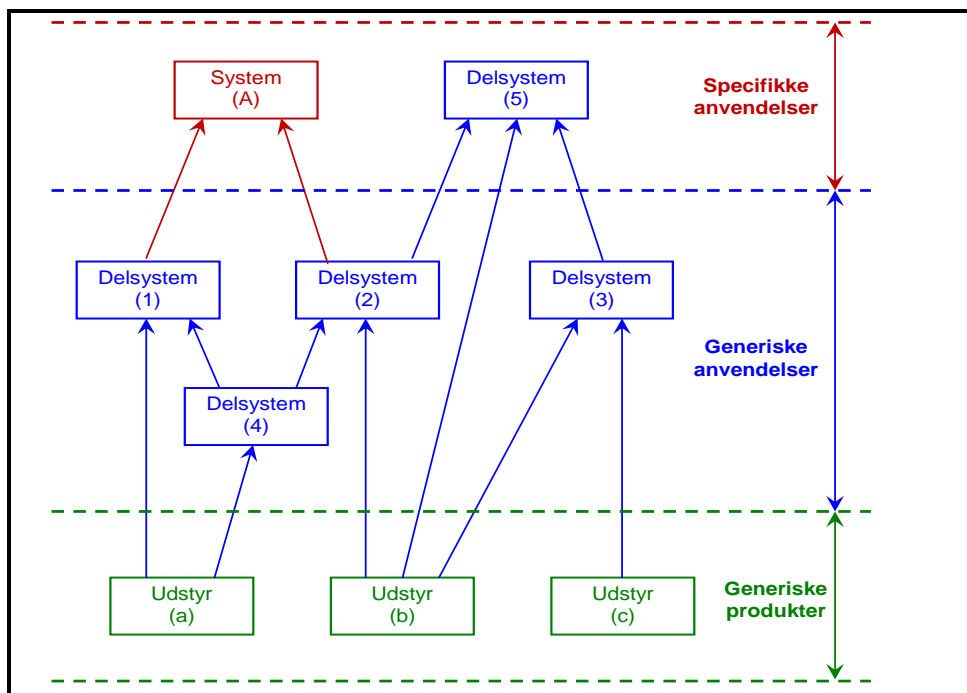 System
(A)
Delsystem
(5)
Specifikke
anvendelser
Delsystem
(1)
Delsystem
(2)
Delsystem
(3)
Generiske
anvendelser
Delsystem
(4)
Udstyr
(a)
Udstyr
(b)
Udstyr
(c)
Generiske
produkter